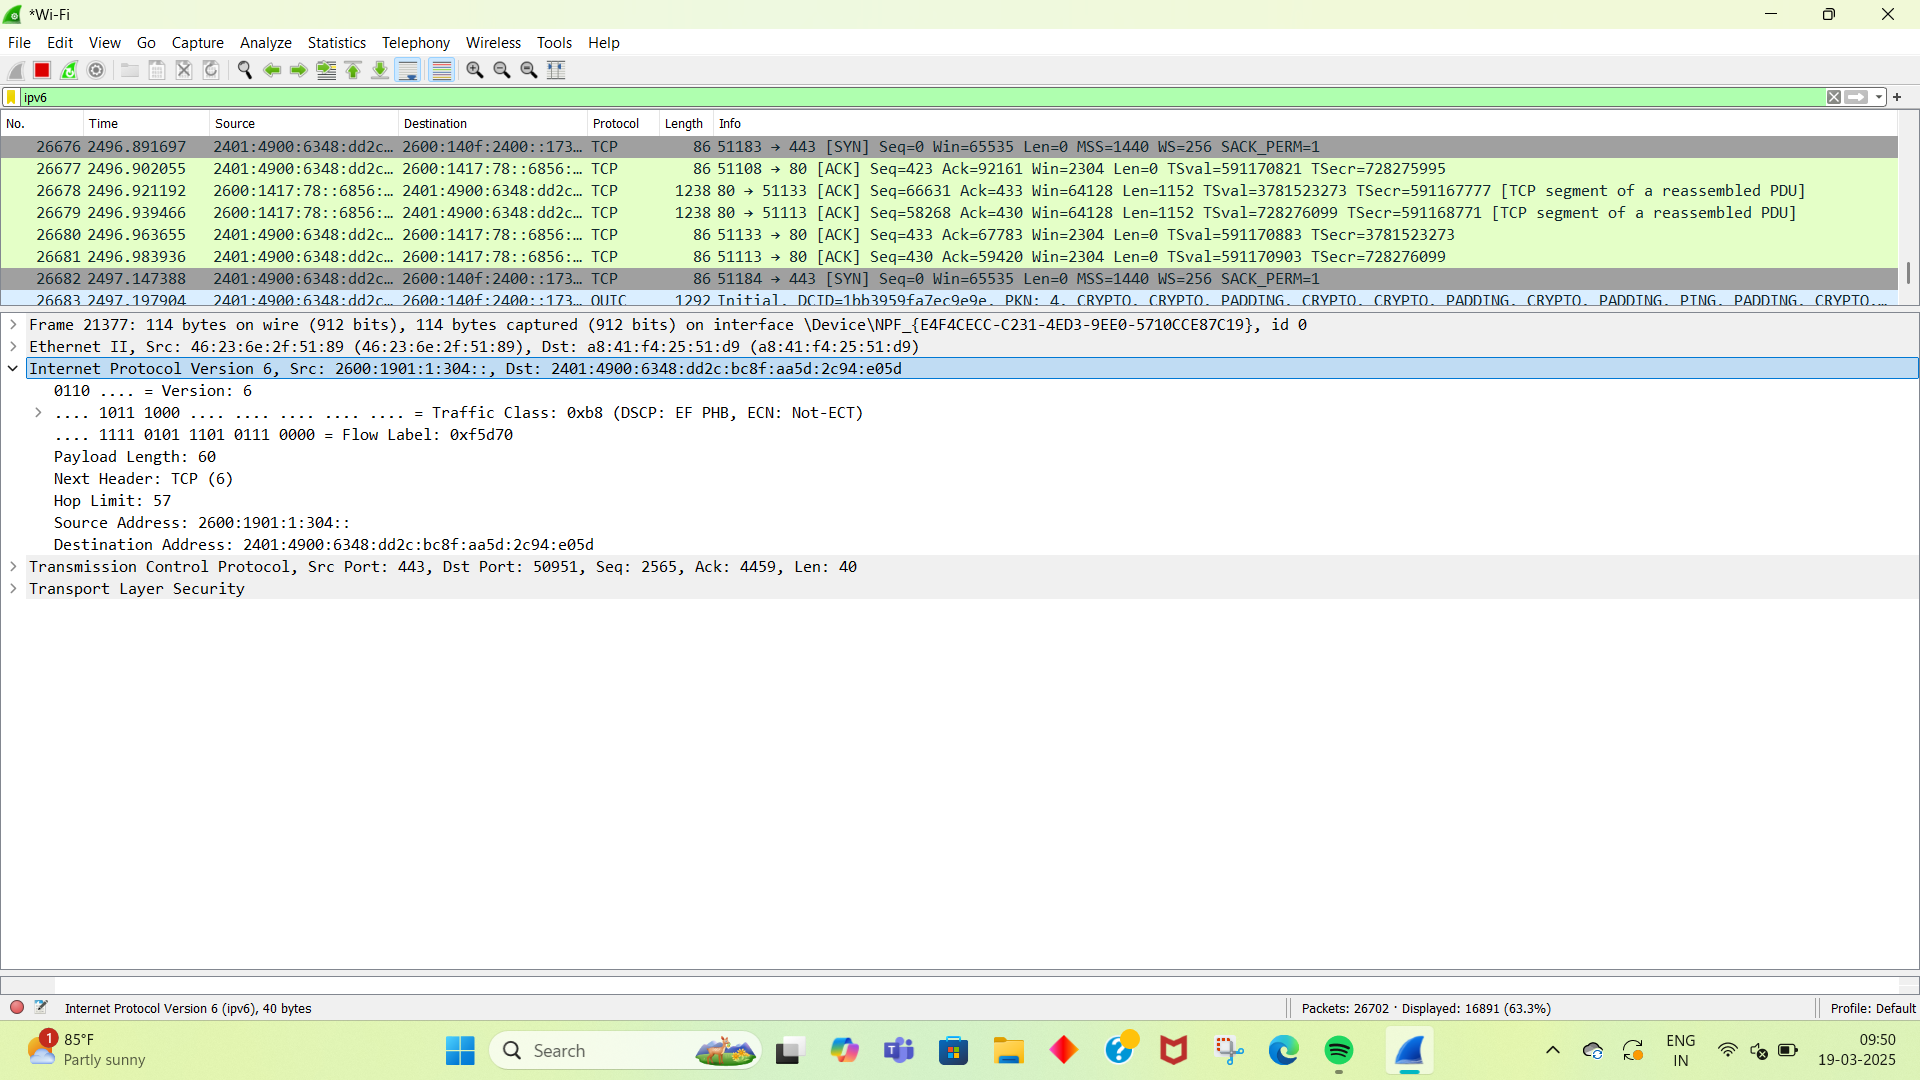 *Wi-Fi
File Edit View Go Capture Analyze Statistics Telephony Wireless Tools Help
ipv6
No. Time Source Destination Protocol Length Info
26676 2496.891697 2401:4900:6348:dd2c… 2600:140f:2400::173… TCP 86 51183 → 443 [SYN] Seq=0 Win=65535 Len=0 MSS=1440 WS=256 SACK_PERM=1
26677 2496.902055 2401:4900:6348:dd2c… 2600:1417:78::6856:… TCP 86 51108 → 80 [ACK] Seq=423 Ack=92161 Win=2304 Len=0 TSval=591170821 TSecr=728275995
26678 2496.921192 2600:1417:78::6856:… 2401:4900:6348:dd2c… TCP 1238 80 → 51133 [ACK] Seq=66631 Ack=433 Win=64128 Len=1152 TSval=3781523273 TSecr=591167777 [TCP segment of a reassembled PDU]
26679 2496.939466 2600:1417:78::6856:… 2401:4900:6348:dd2c… TCP 1238 80 → 51113 [ACK] Seq=58268 Ack=430 Win=64128 Len=1152 TSval=728276099 TSecr=591168771 [TCP segment of a reassembled PDU]
26680 2496.963655 2401:4900:6348:dd2c… 2600:1417:78::6856:… TCP 86 51133 → 80 [ACK] Seq=433 Ack=67783 Win=2304 Len=0 TSval=591170883 TSecr=3781523273
26681 2496.983936 2401:4900:6348:dd2c… 2600:1417:78::6856:… TCP 86 51113 → 80 [ACK] Seq=430 Ack=59420 Win=2304 Len=0 TSval=591170903 TSecr=728276099
26682 2497.147388 2401:4900:6348:dd2c… 2600:140f:2400::173… TCP 86 51184 → 443 [SYN] Seq=0 Win=65535 Len=0 MSS=1440 WS=256 SACK_PERM=1
26683 2497.197904 2401:4900:6348:dd2c… 2600:140f:2400::173… QUIC 1292 Initial, DCID=1bb3959fa7ec9e9e, PKN: 4, CRYPTO, CRYPTO, PADDING, CRYPTO, CRYPTO, PADDING, CRYPTO, PADDING, PING, PADDING, CRYPTO,…
Frame 21377: 114 bytes on wire (912 bits), 114 bytes captured (912 bits) on interface \Device\NPF_{E4F4CECC-C231-4ED3-9EE0-5710CCE87C19}, id 0
Ethernet II, Src: 46:23:6e:2f:51:89 (46:23:6e:2f:51:89), Dst: a8:41:f4:25:51:d9 (a8:41:f4:25:51:d9)
Internet Protocol Version 6, Src: 2600:1901:1:304::, Dst: 2401:4900:6348:dd2c:bc8f:aa5d:2c94:e05d
0110 .... = Version: 6
.... 1011 1000 .... .... .... .... .... = Traffic Class: 0xb8 (DSCP: EF PHB, ECN: Not-ECT)
.... 1111 0101 1101 0111 0000 = Flow Label: 0xf5d70
Payload Length: 60
Next Header: TCP (6)
Hop Limit: 57
Source Address: 2600:1901:1:304::
Destination Address: 2401:4900:6348:dd2c:bc8f:aa5d:2c94:e05d
Transmission Control Protocol, Src Port: 443, Dst Port: 50951, Seq: 2565, Ack: 4459, Len: 40
Transport Layer Security
Internet Protocol Version 6 (ipv6), 40 bytes
Packets: 26702 · Displayed: 16891 (63.3%)
Profile: Default
1
85°F
Partly sunny
Search
ENG
IN
09:50
19-03-2025